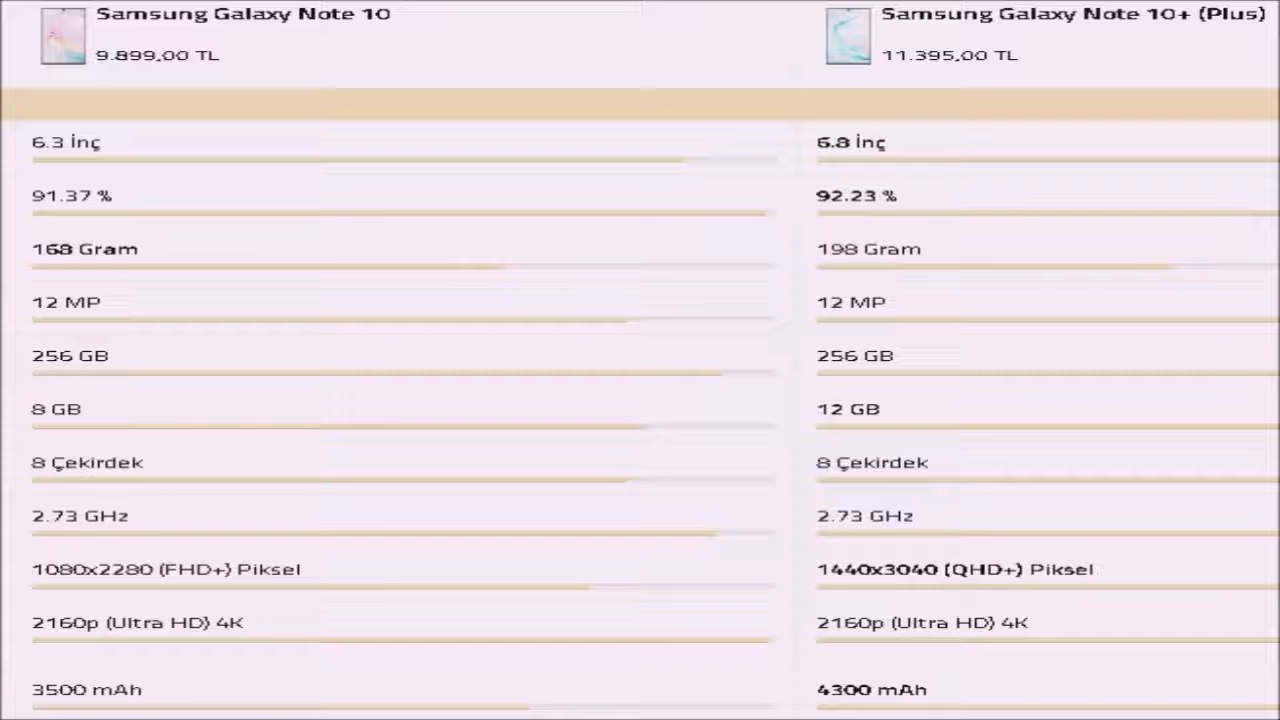 Samsung Galaxy Note 10
9.899,00 TL
Samsung Galaxy Note 10+ (Plus)
11.395,00 TL
6.3 İnç
6.8 İnç
91.37 %
92.23 %
168 Gram
198 Gram
12 MP
12 MP
256 GB
256 GB
8 GB
12 GB
8 Çekirdek
8 Çekirdek
2.73 GHz
2.73 GHz
1080x2280 (FHD+) Piksel
1440x3040 (QHD+) Piksel
2160p (Ultra HD) 4K
2160p (Ultra HD) 4K
3500 mAh
4300 mAh